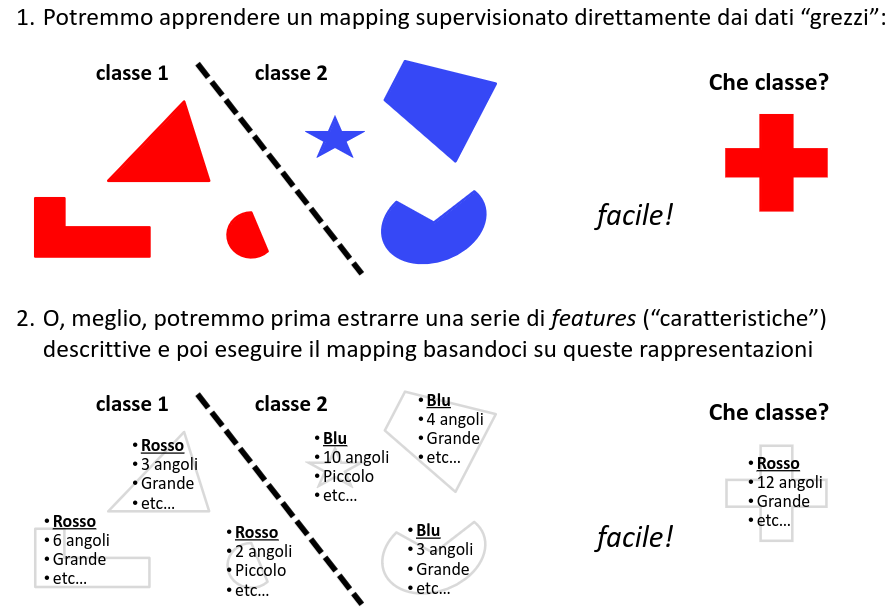 1. Potremmo apprendere un mapping supervisionato direttamente dai dati “grezzi”:
classe 1
classe 2
Che classe?
facile!
2. O, meglio, potremmo prima estrarre una serie di features (“caratteristiche”)
descrittive e poi eseguire il mapping basandoci su queste rappresentazioni
classe 1
classe 2
Che classe?
• Rosso
• 3 angoli
• Grande
• etc...
• Rosso
• 6 angoli
• Grande
• etc...
• Rosso
• 2 angoli
• Piccolo
• etc...
• Blu
• 10 angoli
• Piccolo
• etc...
• Blu
• 4 angoli
• Grande
• etc...
• Blu
• 3 angoli
• Grande
• etc...
facile!
• Rosso
• 12 angoli
• Grande
• etc...